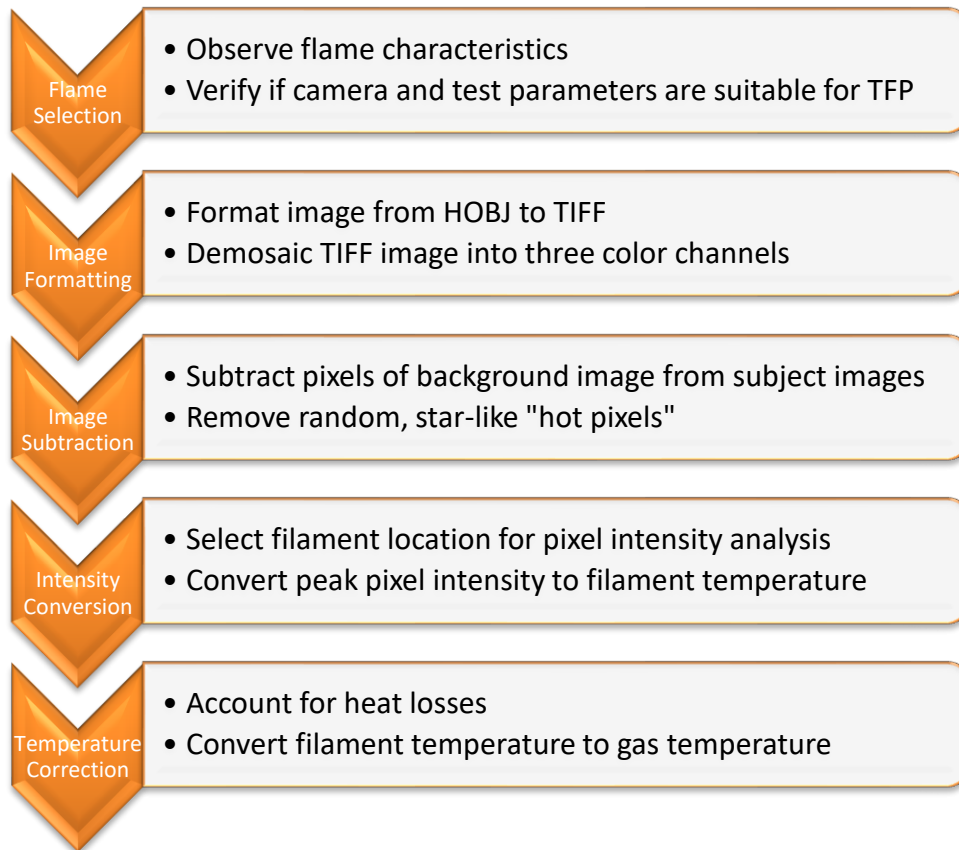 Flame
Selection
• Observe flame characteristics
• Verify if camera and test parameters are suitable for TFP
Image
Formatting
• Format image from HOBJ to TIFF
• Demosaic TIFF image into three color channels
Image
Subtraction
• Subtract pixels of background image from subject images
• Remove random, star-like "hot pixels"
Intensity
Conversion
• Select filament location for pixel intensity analysis
• Convert peak pixel intensity to filament temperature
Temperature
Correction
• Account for heat losses
• Convert filament temperature to gas temperature